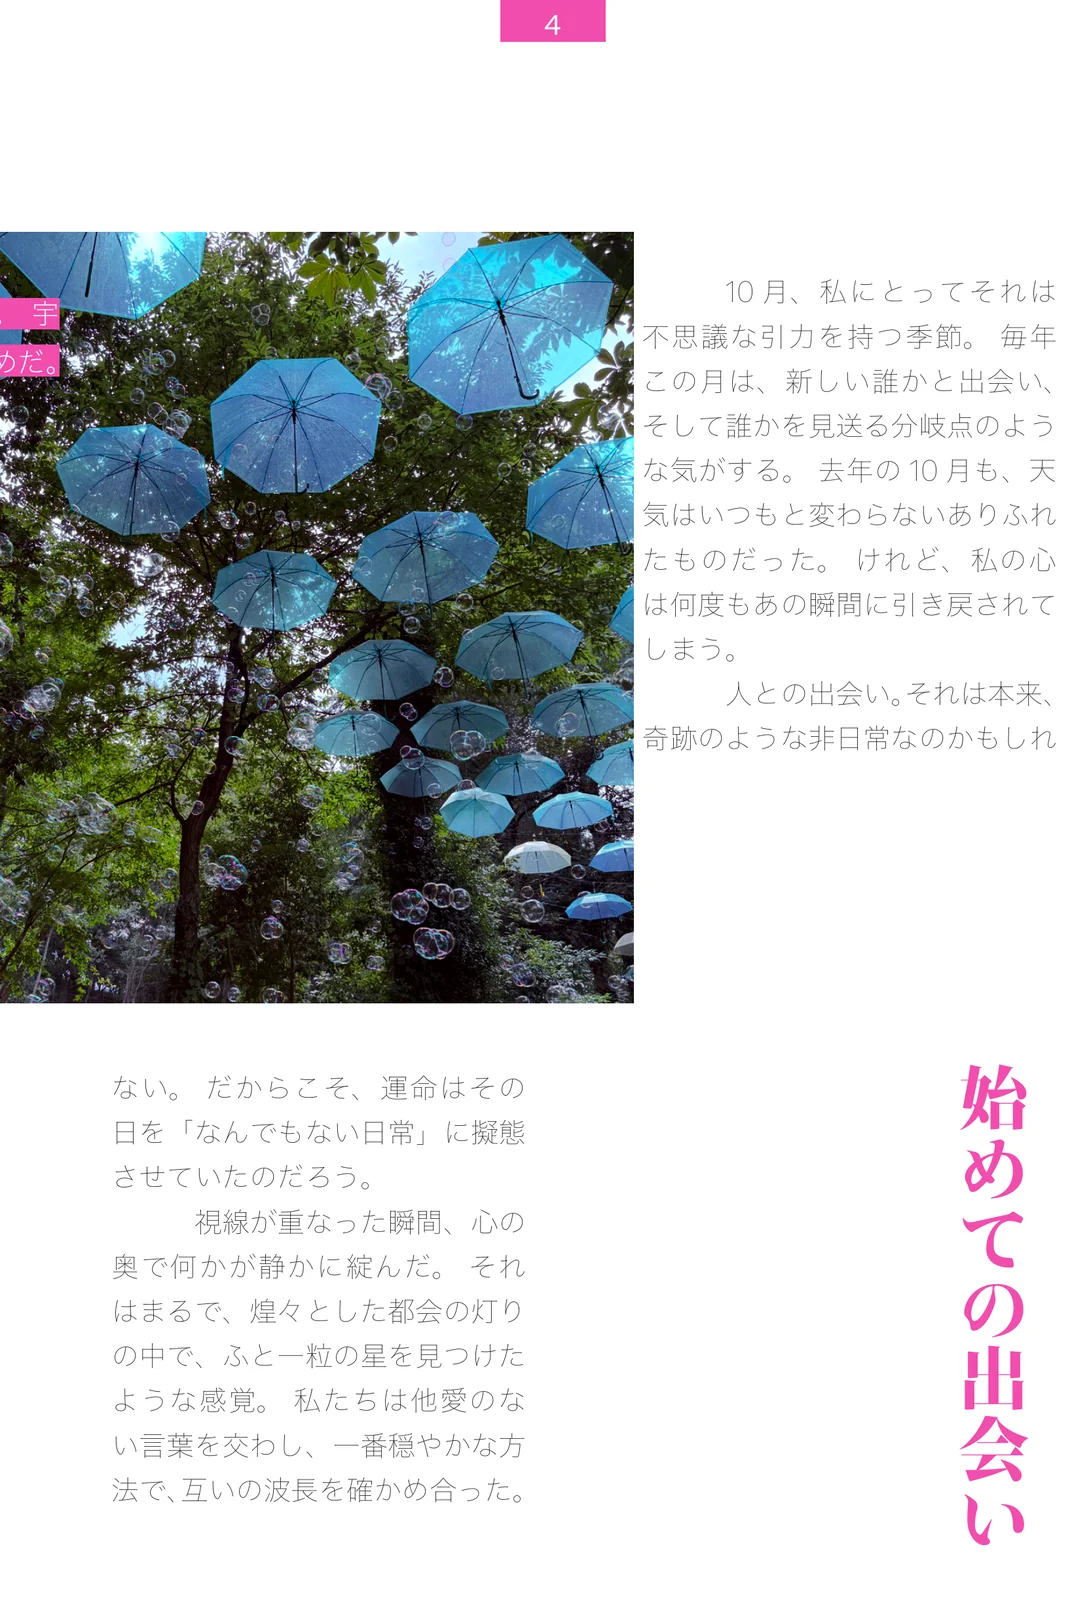 4
。 宇
めだ。
10 月、私にとってそれは
不思議な引力を持つ季節。 毎年
この月は、新しい誰かと出会い、
そして誰かを見送る分岐点のよう
な気がする。 去年の 10 月も、天
気はいつもと変わらないありふれ
たものだった。 けれど、私の心
は何度もあの瞬間に引き戻されて
しまう。
人との出会い。それは本来、
奇跡のような非日常なのかもしれ
ない。 だからこそ、運命はその
日を「なんでもない日常」に擬態
させていたのだろう。
視線が重なった瞬間、心の
奥で何かが静かに綻んだ。 それ
はまるで、煌々とした都会の灯り
の中で、ふと一粒の星を見つけた
ような感覚。 私たちは他愛のな
い言葉を交わし、一番穏やかな方
法で、互いの波長を確かめ合った。
始めての出会い